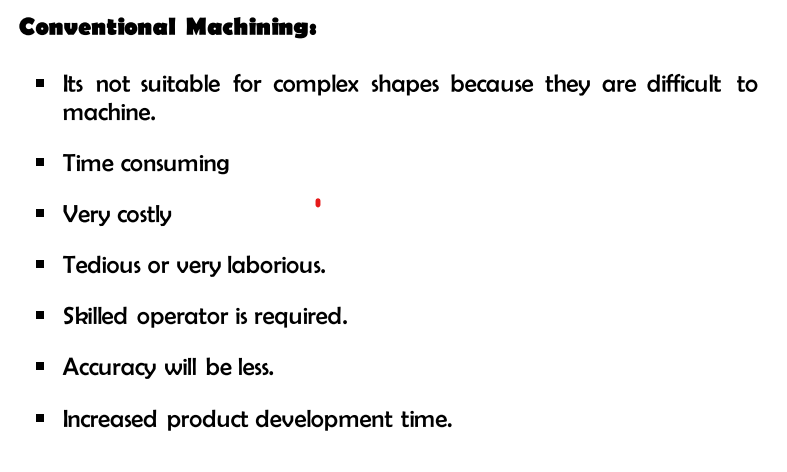 Conventional Machining:
▪ Its not suitable for complex shapes because they are difficult to
machine.
▪ Time consuming
▪ Very costly
▪ Tedious or very laborious.
▪ Skilled operator is required.
▪ Accuracy will be less.
▪ Increased product development time.